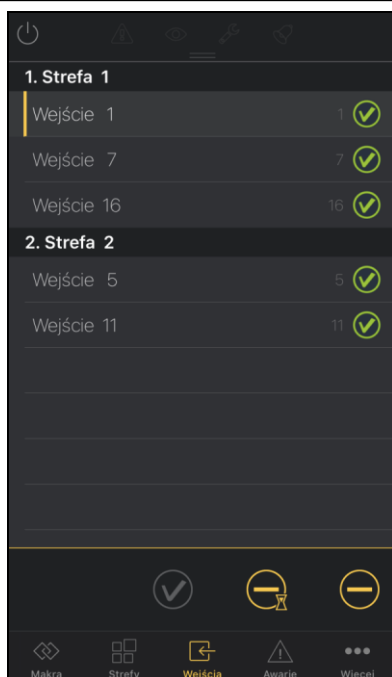 1. Strefa 1
Wejście 1 1
Wejście 7 7
Wejście 16 16
2. Strefa 2
Wejście 5 5
Wejście 11 11
Makra Strefy Wejścia Awarie Więcej